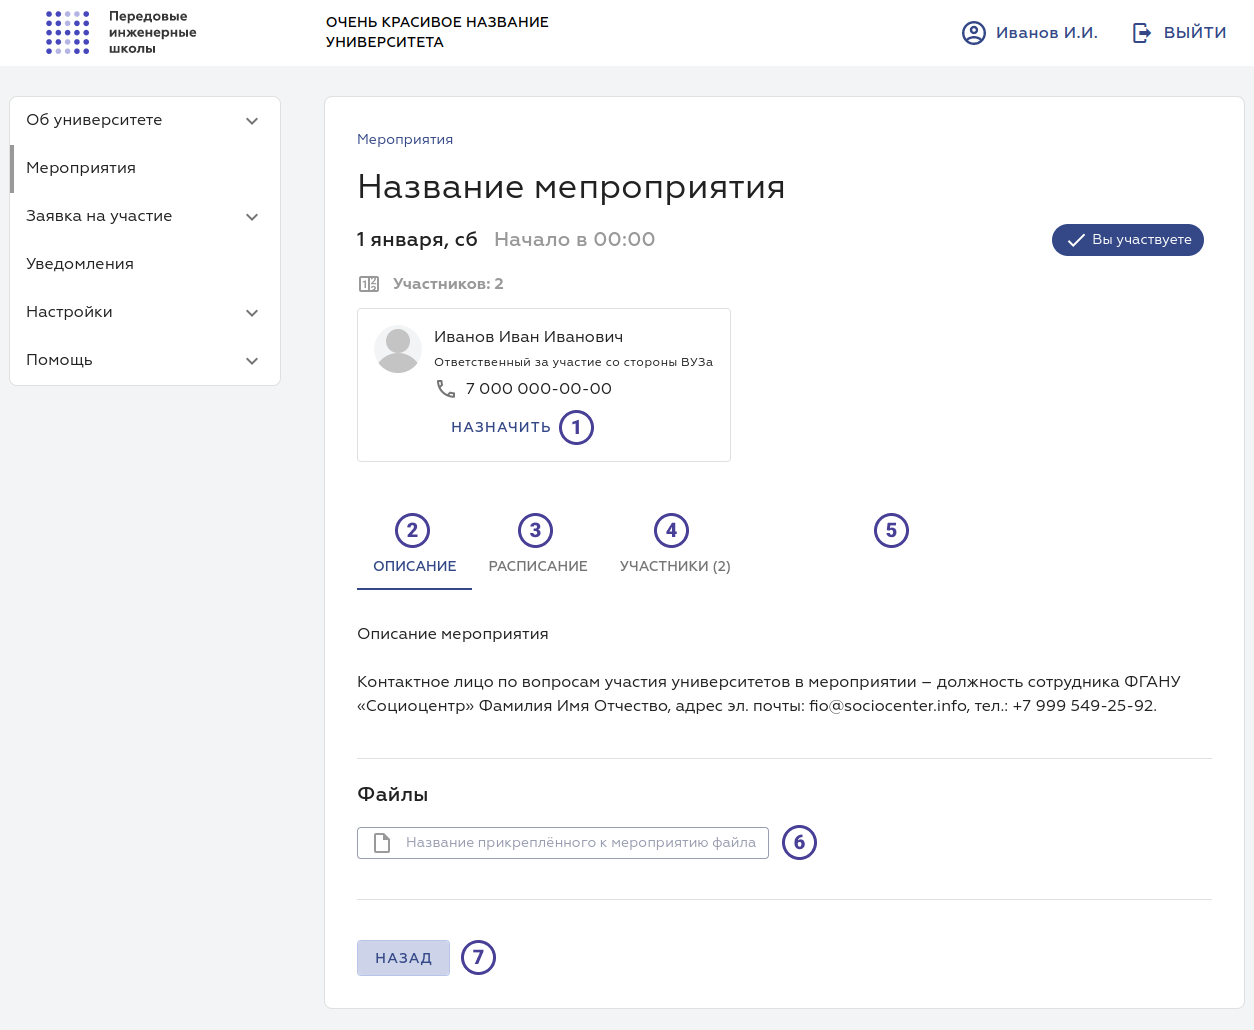 Передовые
инженерные
школы
ОЧЕНЬ КРАСИВОЕ НАЗВАНИЕ
УНИВЕРСИТЕТА
Иванов И.И.
ВЫЙТИ
Об университете
Мероприятия
Заявка на участие
Уведомления
Настройки
Помощь
Мероприятия
Название мепроприятия
1 января, сб Начало в 00:00
Вы участвуете
Участников: 2
Иванов Иван Иванович
Ответственный за участие со стороны ВУЗа
7 000 000-00-00
НАЗНАЧИТЬ 1
2 3 4 5
ОПИСАНИЕ РАСПИСАНИЕ УЧАСТНИКИ (2)
Описание мероприятия
Контактное лицо по вопросам участия университетов в мероприятии – должность сотрудника ФГАНУ
«Социоцентр» Фамилия Имя Отчество, адрес эл. почты: fio@sociocenter.info, тел.: +7 999 549-25-92.
Файлы
Название прикреплённого к мероприятию файла 6
НАЗАД 7